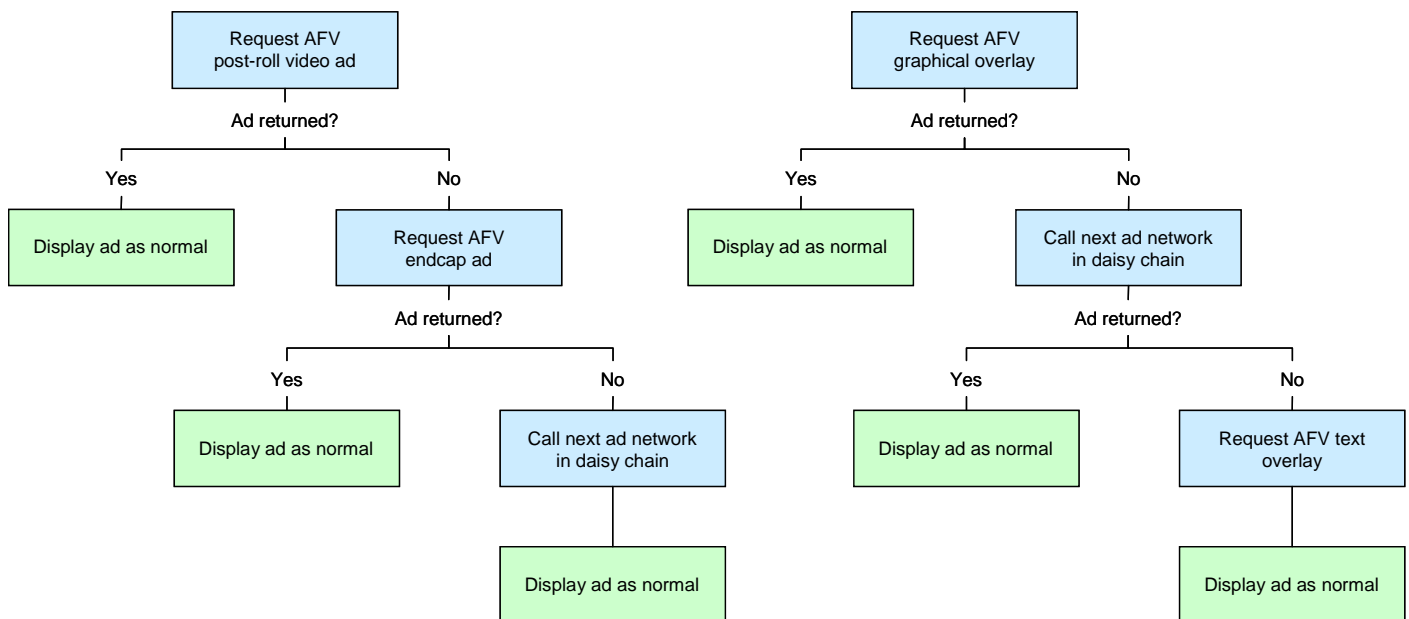 Request AFV
post-roll video ad
Ad returned?
Yes
No
Display ad as normal
Request AFV
endcap ad
Ad returned?
Yes
No
Display ad as normal
Call next ad network
in daisy chain
Display ad as normal
Request AFV
graphical overlay
Ad returned?
Yes
No
Display ad as normal
Call next ad network
in daisy chain
Ad returned?
Yes
No
Display ad as normal
Request AFV text
overlay
Display ad as normal